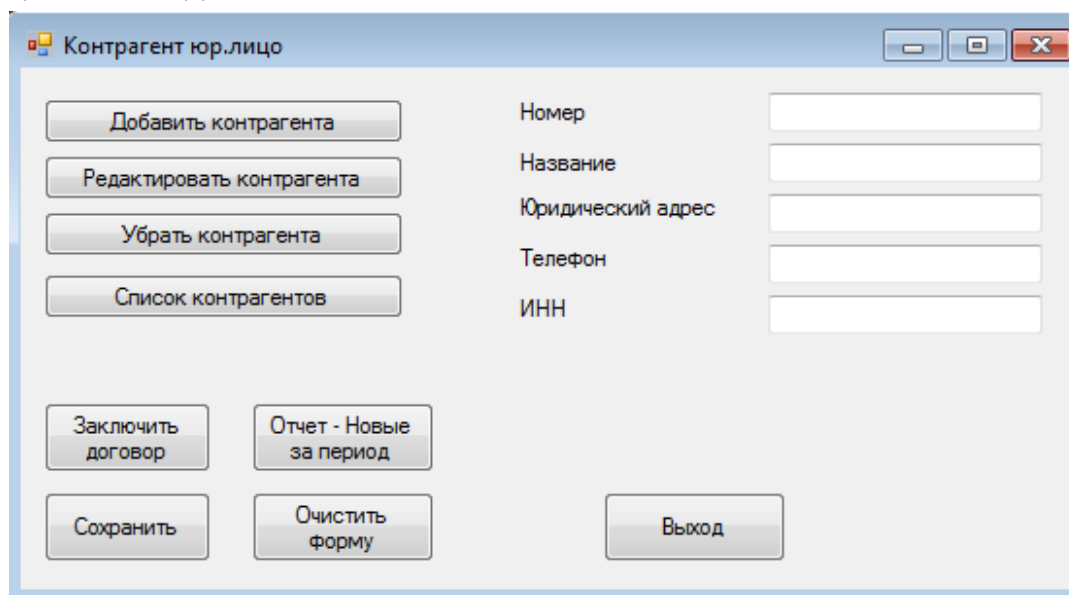 Контрагент юр.лицо
Добавить контрагента
Редактировать контрагента
Убрать контрагента
Список контрагентов
Номер
Название
Юридический адрес
Телефон
ИНН
Заключить
договор
Отчет - Новые
за период
Сохранить
Очистить
форму
Выход